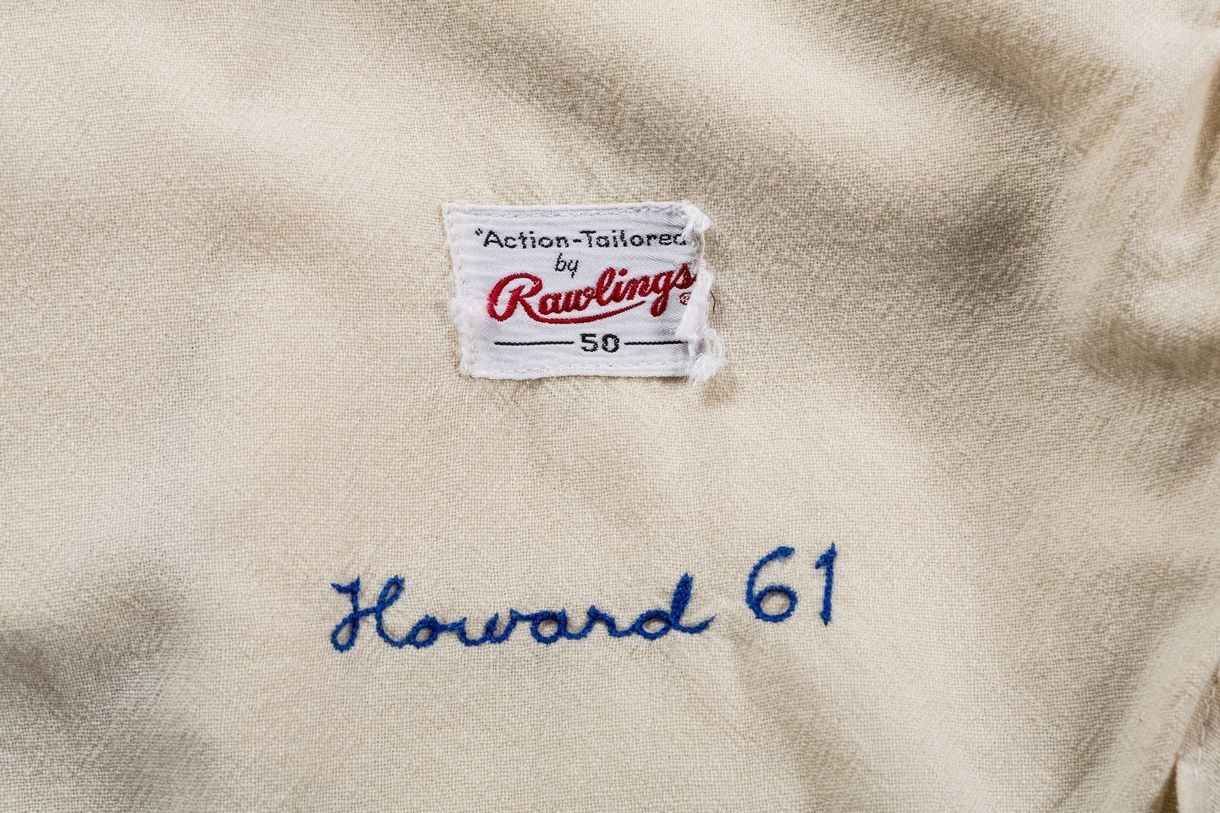 "Action-Tailored
by
Rawlings ®
50
Howard 61